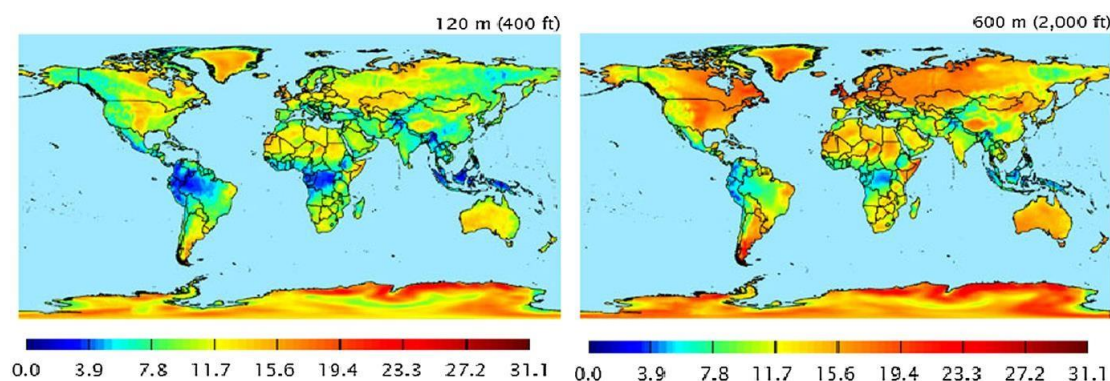 120 m (400 ft)
600 m (2,000 ft)
0.0 3.9 7.8 11.7 15.6 19.4 23.3 27.2 31.1
0.0 3.9 7.8 11.7 15.6 19.4 23.3 27.2 31.1